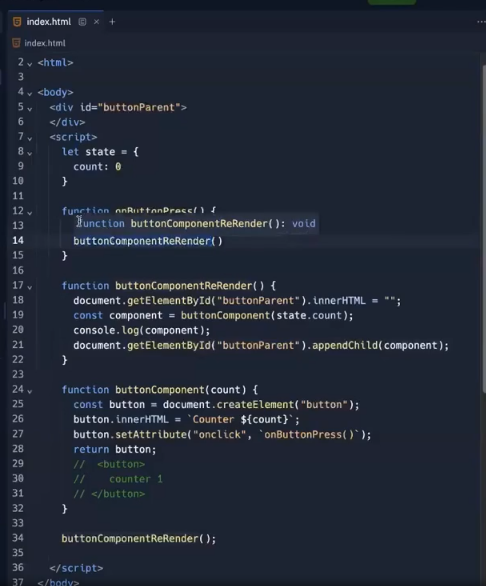 index.html
index.html
2 <html>
3
4 <body>
5 <div id="buttonParent">
6 </div>
7 <script>
8 let state = {
9 count: 0
10 }
11
12 function onButtonPress() {
function buttonComponentReRender(): void
13
14 buttonComponentReRender()
15 }
16
17 function buttonComponentReRender() {
18 document.getElementById("buttonParent").innerHTML = "";
19 const component = buttonComponent(state.count);
20 console.log(component);
21 document.getElementById("buttonParent").appendChild(component);
22 }
23
24 function buttonComponent(count) {
25 const button = document.createElement("button");
26 button.innerHTML = `Counter ${count}`;
27 button.setAttribute("onclick", `onButtonPress()`);
28 return button;
29 // <button>
30 // counter 1
31 // </button>
32 }
33
34 buttonComponentReRender();
35
36 </script>
37 </body>